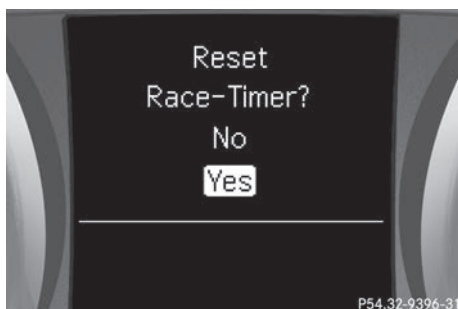 Reset
Race-Timer?
No
Yes
P54.32-9396-31